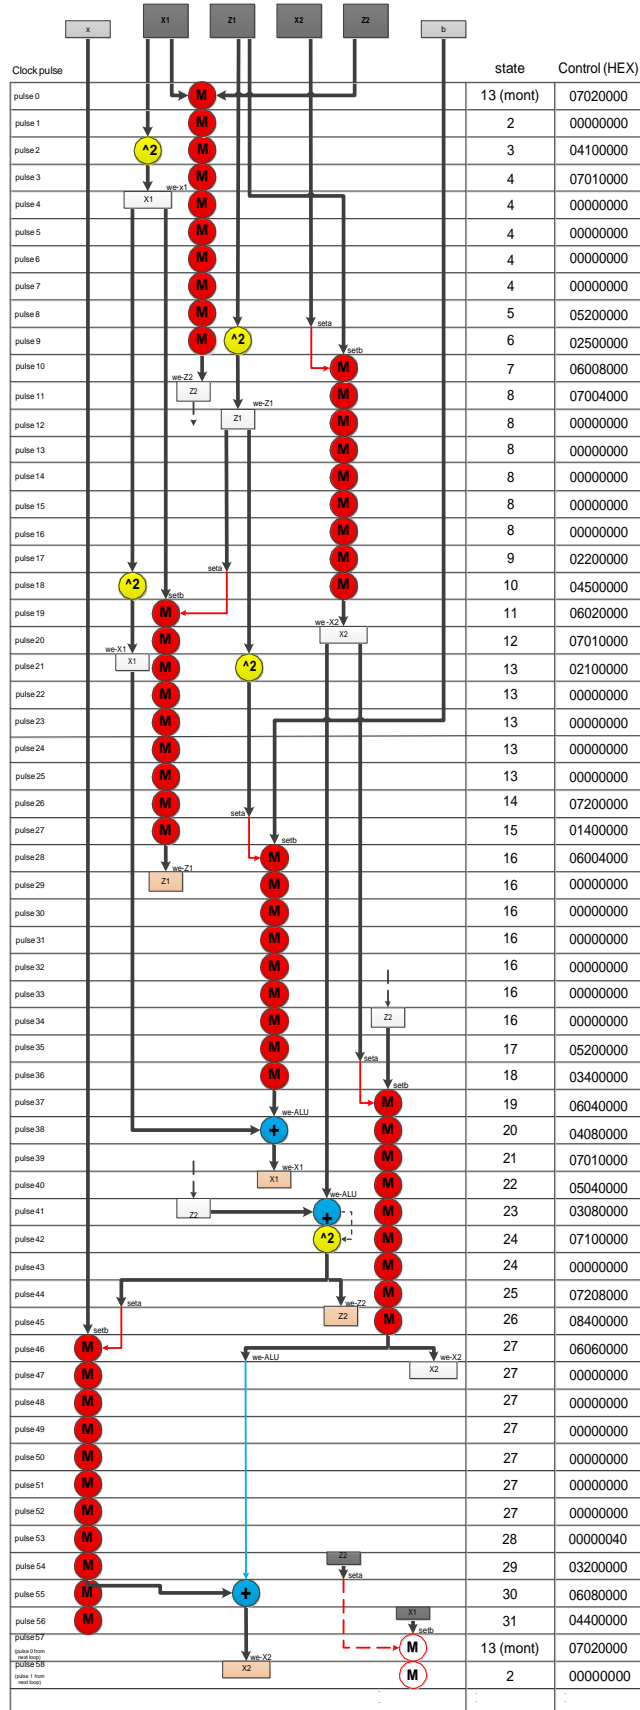 x X1 Z1 X2 Z2 b
Clock pulse state Control (HEX)
pulse 0 M 13 (mont) 07020000
pulse 1 M 2 00000000
pulse 2 ^2 M 3 04100000
pulse 3 M 4 07010000
we-x1
pulse 4 X1 M 4 00000000
pulse 5 M 4 00000000
pulse 6 M 4 00000000
pulse 7 M 4 00000000
pulse 8 M seta 5 05200000
pulse 9 M ^2 setb 6 02500000
pulse 10 M 7 06008000
we-Z2
pulse 11 Z2 M 8 07004000
we-Z1
pulse 12 Z1 M 8 00000000
pulse 13 M 8 00000000
pulse 14 M 8 00000000
pulse 15 M 8 00000000
pulse 16 M 8 00000000
pulse 17 seta M 9 02200000
pulse 18 ^2 setb M 10 04500000
pulse 19 M we-X2 11 06020000
pulse 20 M X2 12 07010000
we-X1
pulse 21 X1 M ^2 13 02100000
pulse 22 M 13 00000000
pulse 23 M 13 00000000
pulse 24 M 13 00000000
pulse 25 M 13 00000000
pulse 26 M seta 14 07200000
pulse 27 M setb 15 01400000
pulse 28 M 16 06004000
we-Z1
pulse 29 Z1 M 16 00000000
pulse 30 M 16 00000000
pulse 31 M 16 00000000
pulse 32 M 16 00000000
pulse 33 M 16 00000000
pulse 34 M Z2 16 00000000
pulse 35 M seta 17 05200000
pulse 36 M setb 18 03400000
pulse 37 M 19 06040000
we-ALU
pulse 38 + M 20 04080000
pulse 39 M 21 07010000
we-X1
pulse 40 X1 M 22 05040000
we-ALU
pulse 41 Z2 + M 23 03080000
pulse 42 ^2 M 24 07100000
pulse 43 M 24 00000000
pulse 44 seta M 25 07208000
we-Z2
pulse 45 setb Z2 M 26 08400000
pulse 46 M 27 06060000
we-ALU we-X2
pulse 47 M X2 27 00000000
pulse 48 M 27 00000000
pulse 49 M 27 00000000
pulse 50 M 27 00000000
pulse 51 M 27 00000000
pulse 52 M 27 00000000
pulse 53 M 28 00000040
pulse 54 M Z2 seta 29 03200000
pulse 55 M + 30 06080000
pulse 56 M X1 setb 31 04400000
pulse 57 M 13 (mont) 07020000
(pulse 0 from
next loop)
we-X2
pulse 58 X2 M 2 00000000
(pulse 1 from
next loop)